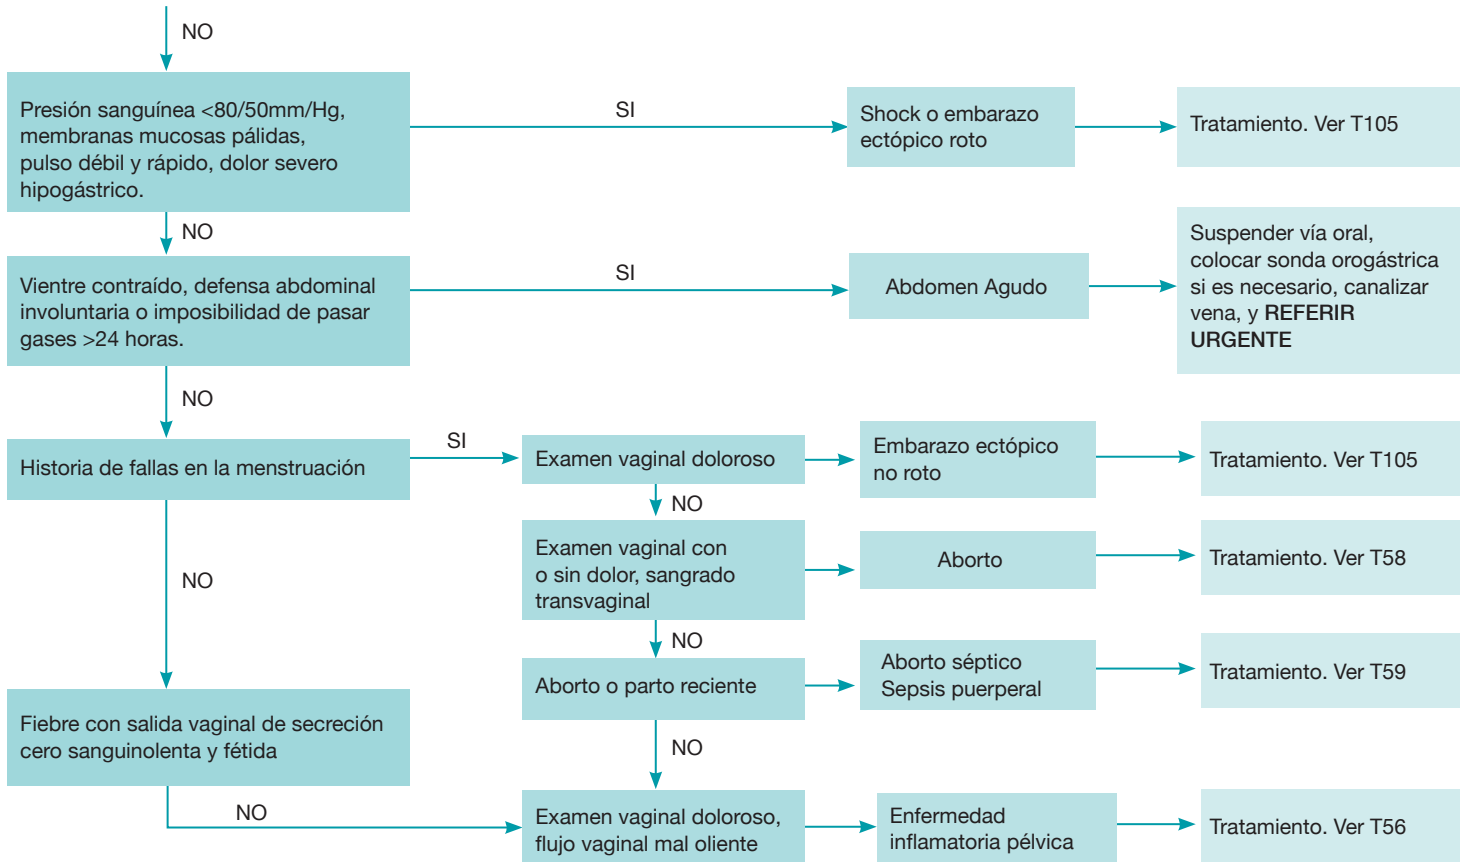 NO
Presión sanguínea <80/50mm/Hg,
membranas mucosas pálidas,
pulso débil y rápido, dolor severo
hipogástrico.
SI
Shock o embarazo
ectópico roto
Tratamiento. Ver T105
NO
Vientre contraído, defensa abdominal
involuntaria o imposibilidad de pasar
gases >24 horas.
SI
Abdomen Agudo
Suspender vía oral,
colocar sonda orogástrica
si es necesario, canalizar
vena, y REFERIR
URGENTE
NO
Historia de fallas en la menstruación
SI
Examen vaginal doloroso
Embarazo ectópico
no roto
Tratamiento. Ver T105
NO
Examen vaginal con
o sin dolor, sangrado
transvaginal
Aborto
Tratamiento. Ver T58
NO
NO
Aborto o parto reciente
Aborto séptico
Sepsis puerperal
Tratamiento. Ver T59
Fiebre con salida vaginal de secreción
cero sanguinolenta y fétida
NO
NO
Examen vaginal doloroso,
flujo vaginal mal oliente
Enfermedad
inflamatoria pélvica
Tratamiento. Ver T56